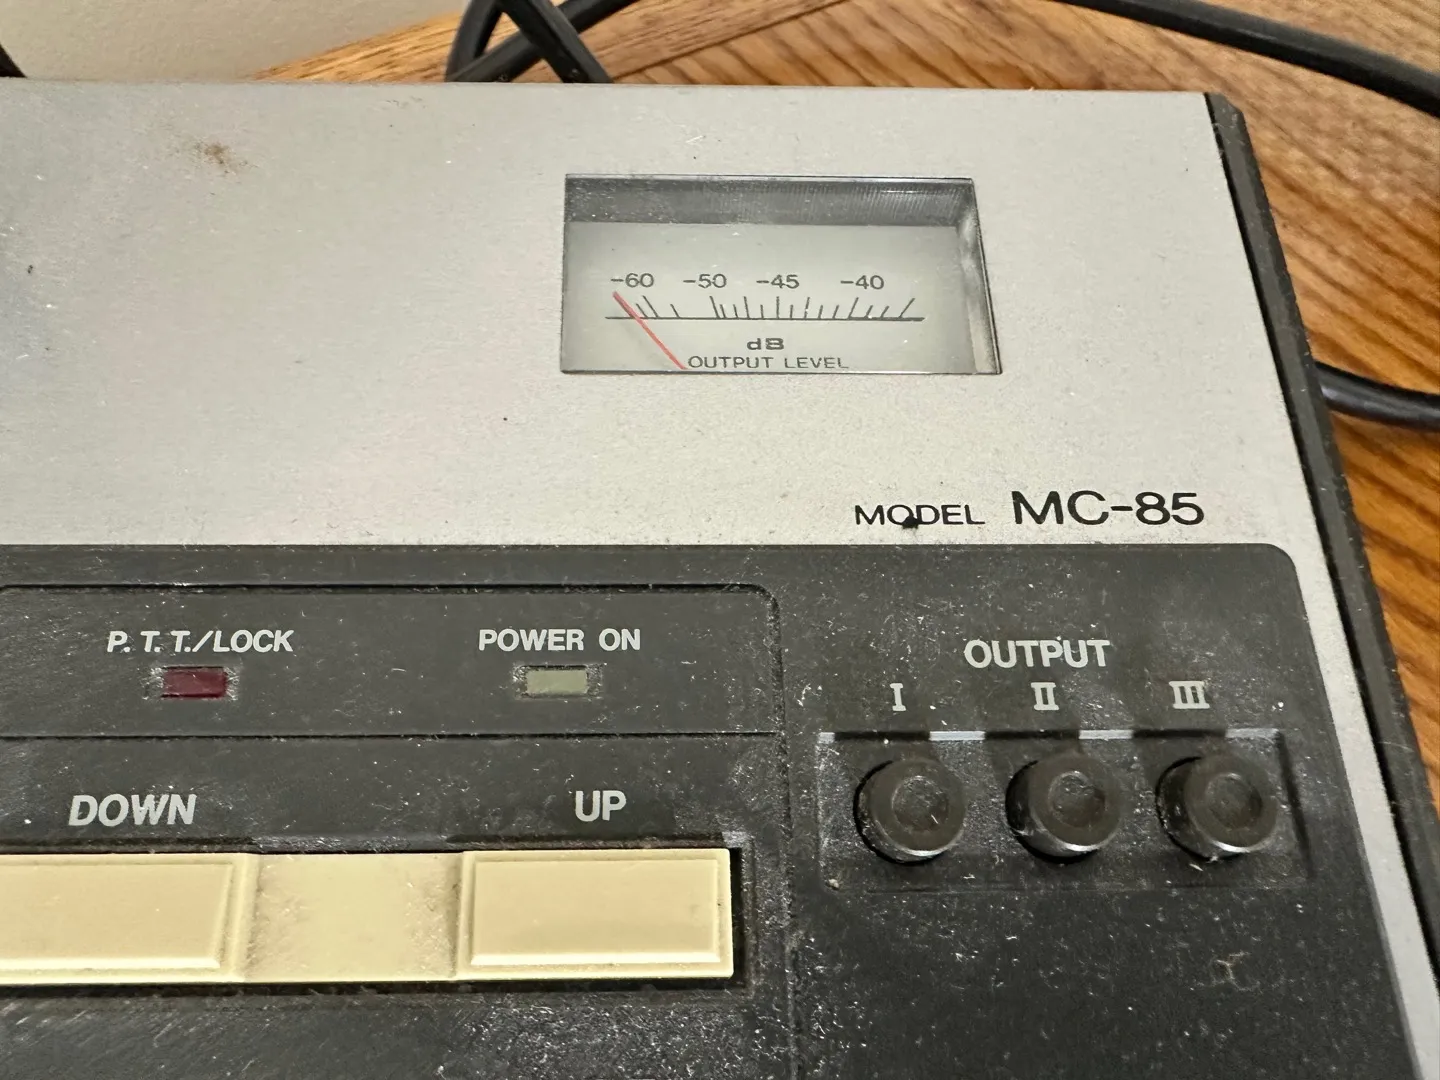 -60 -50 -45 -40
dB
OUTPUT LEVEL
MODEL MC-85
P.T.T./LOCK
POWER ON
OUTPUT
I II III
DOWN
UP